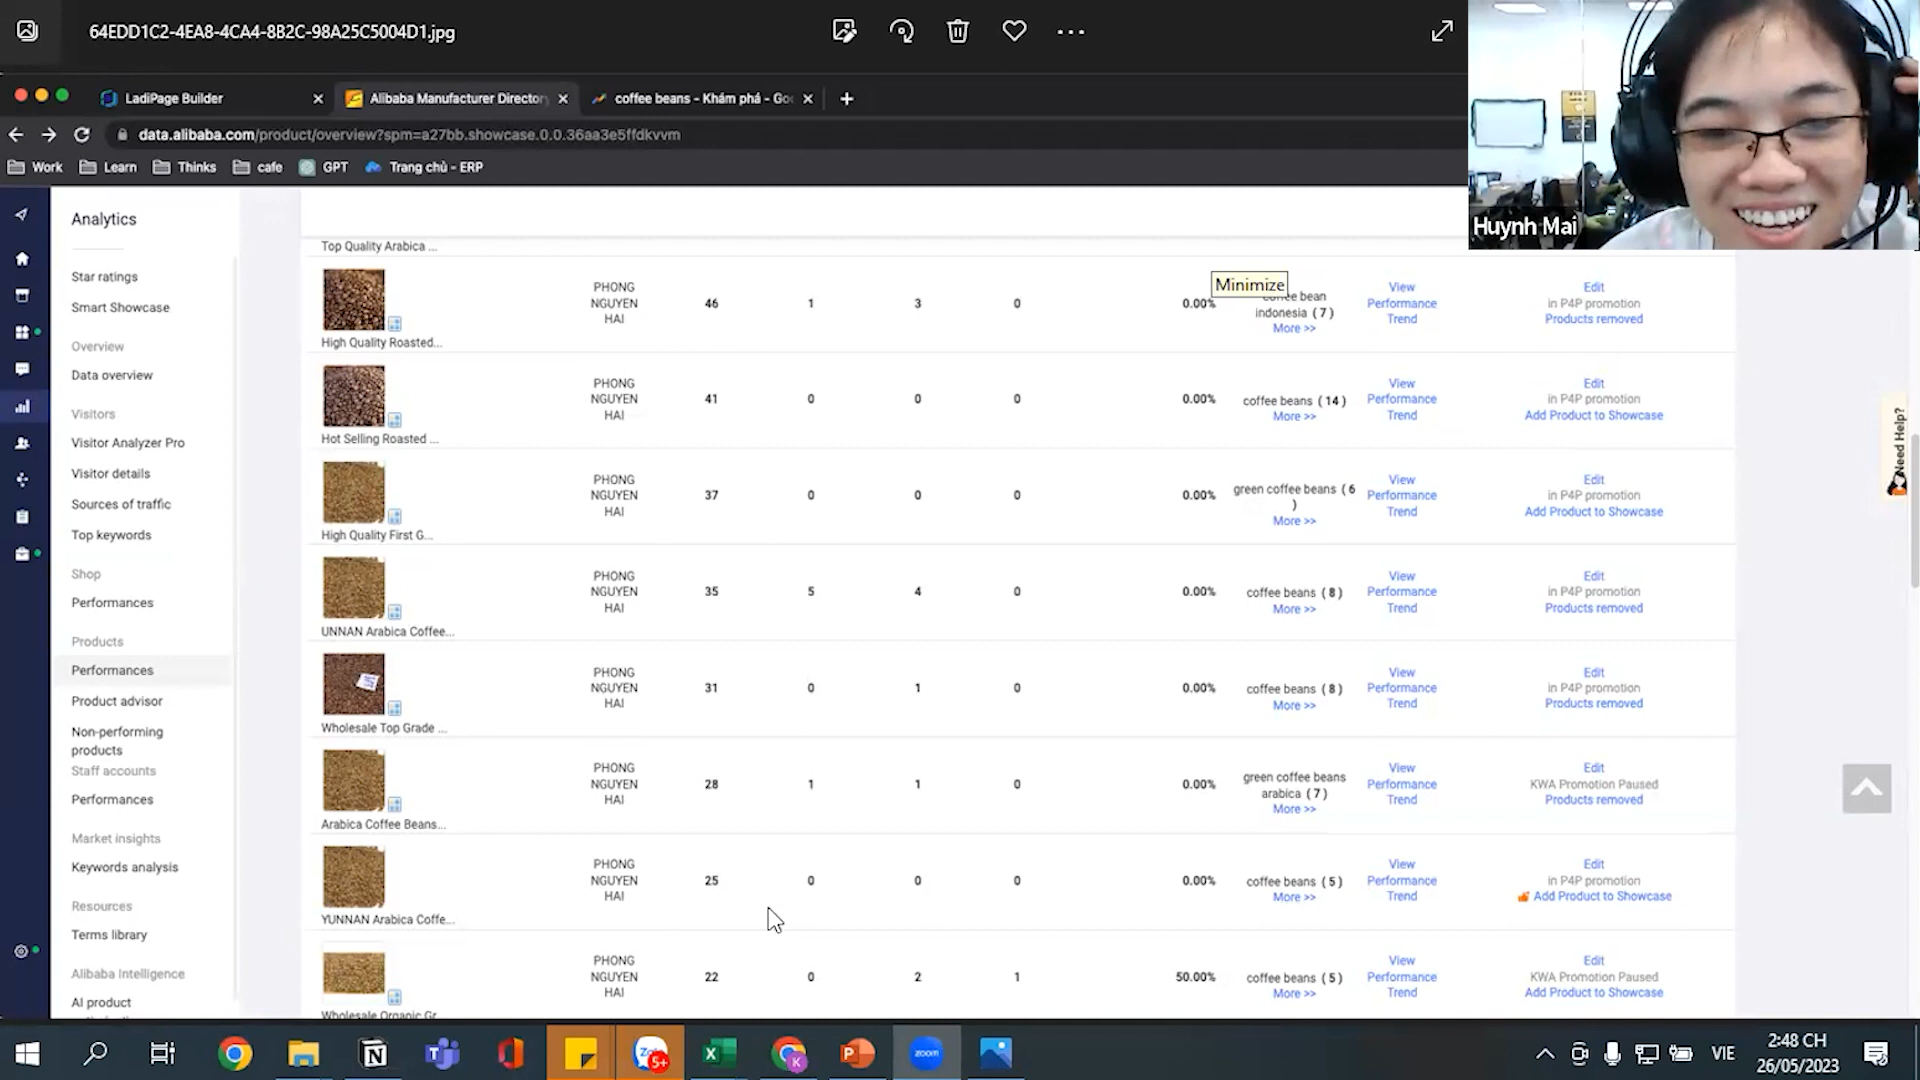 64EDD1C2-4EA8-4CA4-8B2C-98A25C5004D1.jpg
LadiPage Builder
Alibaba Manufacturer Directory
coffee beans - Khám phá - Goo
data.alibaba.com/product/overview?spm=a27bb.showcase.0.0.36aa3e5ffdkvvm
Work
Learn
Thinks
cafe
GPT
Trang chủ - ERP
Huynh Mai
Analytics
Star ratings
Smart Showcase
Overview
Data overview
Visitors
Visitor Analyzer Pro
Visitor details
Sources of traffic
Top keywords
Shop
Performances
Products
Performances
Product advisor
Non-performing
products
Staff accounts
Performances
Market insights
Keywords analysis
Resources
Terms library
Alibaba Intelligence
AI product
Top Quality Arabica ...
Minimize
High Quality Roasted...
PHONG
NGUYEN
HAI
46
1
3
0
0.00%
coffee bean
indonesia ( 7 )
More >>
View
Performance
Trend
Edit
in P4P promotion
Products removed
Hot Selling Roasted ...
PHONG
NGUYEN
HAI
41
0
0
0
0.00%
coffee beans ( 14 )
More >>
View
Performance
Trend
Edit
in P4P promotion
Add Product to Showcase
High Quality First G...
PHONG
NGUYEN
HAI
37
0
0
0
0.00%
green coffee beans ( 6
)
More >>
View
Performance
Trend
Edit
in P4P promotion
Add Product to Showcase
UNNAN Arabica Coffee...
PHONG
NGUYEN
HAI
35
5
4
0
0.00%
coffee beans ( 8 )
More >>
View
Performance
Trend
Edit
in P4P promotion
Products removed
Wholesale Top Grade ...
PHONG
NGUYEN
HAI
31
0
1
0
0.00%
coffee beans ( 8 )
More >>
View
Performance
Trend
Edit
in P4P promotion
Products removed
Arabica Coffee Beans...
PHONG
NGUYEN
HAI
28
1
1
0
0.00%
green coffee beans
arabica ( 7 )
More >>
View
Performance
Trend
Edit
KWA Promotion Paused
Products removed
YUNNAN Arabica Coffe...
PHONG
NGUYEN
HAI
25
0
0
0
0.00%
coffee beans ( 5 )
More >>
View
Performance
Trend
Edit
in P4P promotion
Add Product to Showcase
Wholesale Organic Gr...
PHONG
NGUYEN
HAI
22
0
2
1
50.00%
coffee beans ( 5 )
More >>
View
Performance
Trend
Edit
KWA Promotion Paused
Add Product to Showcase
Need Help?
5+
zoom
VIE
2:48 CH
26/05/2023